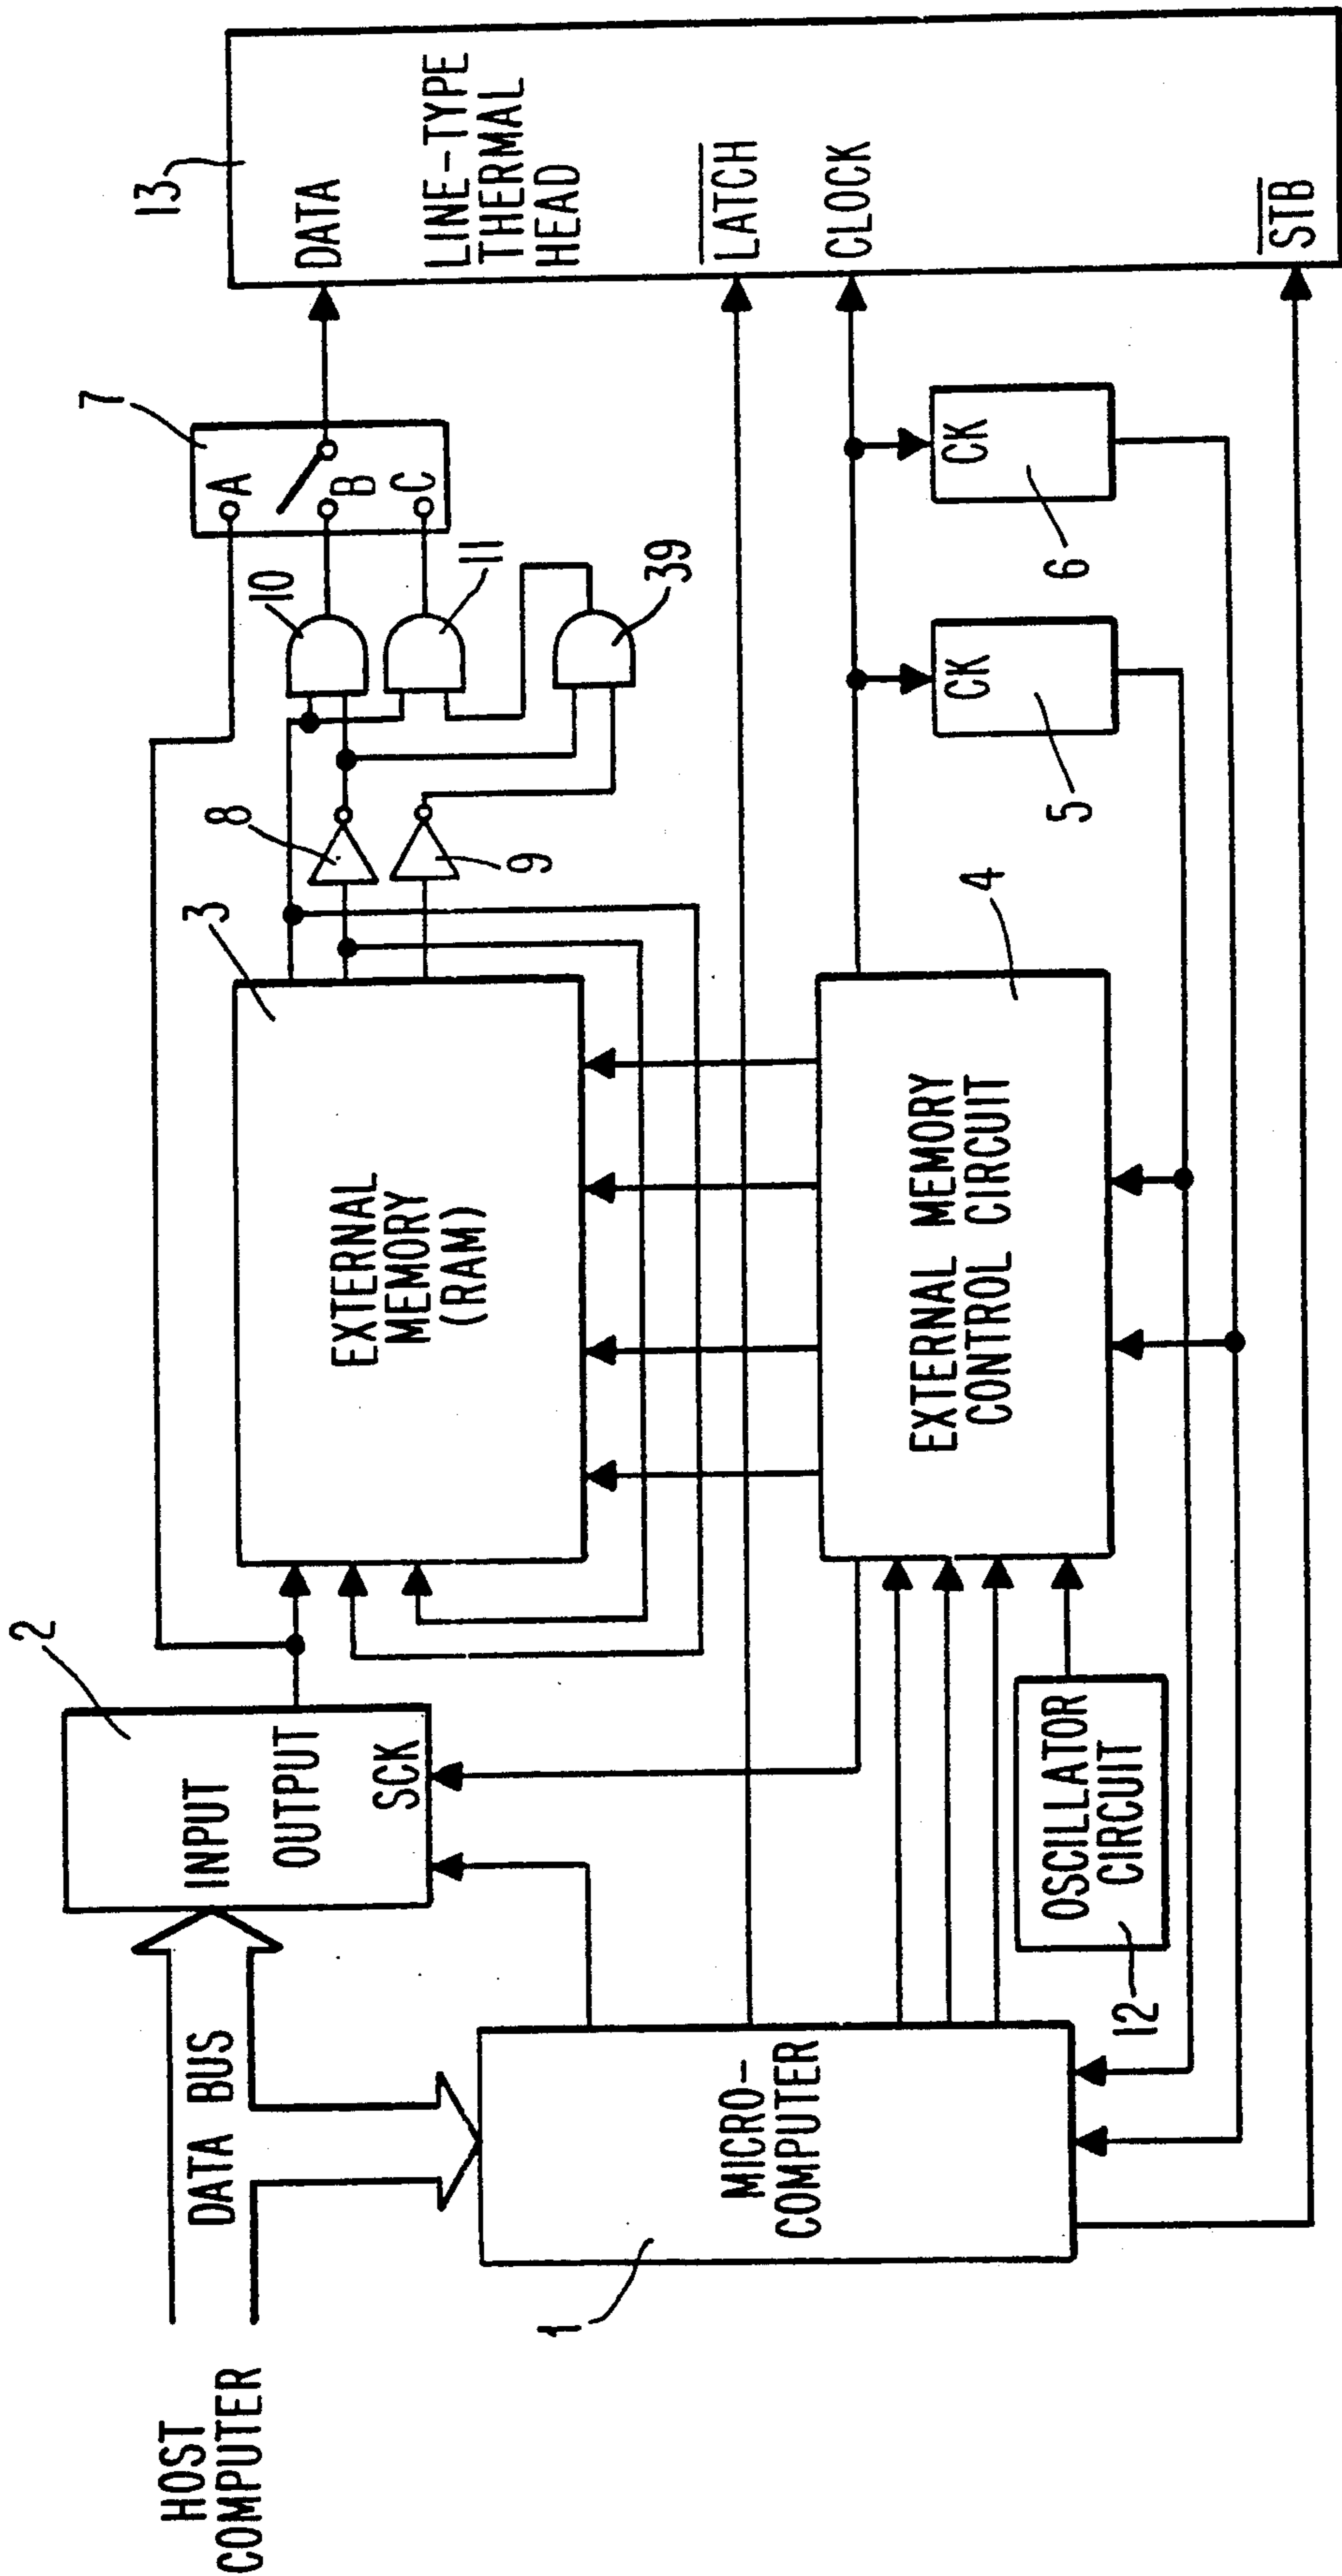 HOST
COMPUTER
DATA BUS
2
INPUT
OUTPUT
SCK
1
MICRO-
COMPUTER
12
OSCILLATOR
CIRCUIT
3
EXTERNAL
MEMORY
(RAM)
4
EXTERNAL MEMORY
CONTROL CIRCUIT
8
9
10
11
39
7
A
B
C
5
CK
6
CK
13
DATA
LINE-TYPE
THERMAL
HEAD
LATCH
CLOCK
STB